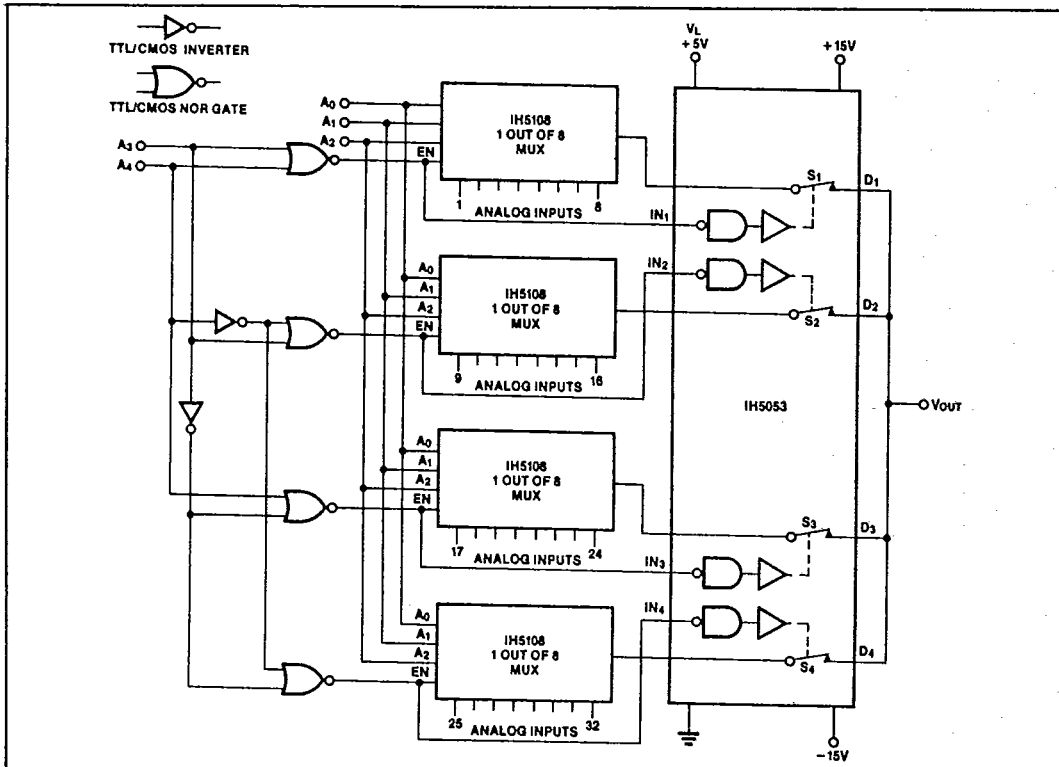 TTL/CMOS INVERTER
TTL/CMOS NOR GATE
VL
+5V
+15V
A0
A1
A2
EN
IH5108
1 OUT OF 8
MUX
1
8
ANALOG INPUTS
A3
A4
S1
D1
IN1
IN2
A0
A1
A2
EN
IH5108
1 OUT OF 8
MUX
9
16
ANALOG INPUTS
S2
D2
IH5053
VOUT
A0
A1
A2
EN
IH5108
1 OUT OF 8
MUX
17
24
ANALOG INPUTS
S3
D3
IN3
IN4
A0
A1
A2
EN
IH5108
1 OUT OF 8
MUX
25
32
ANALOG INPUTS
S4
D4
-15V